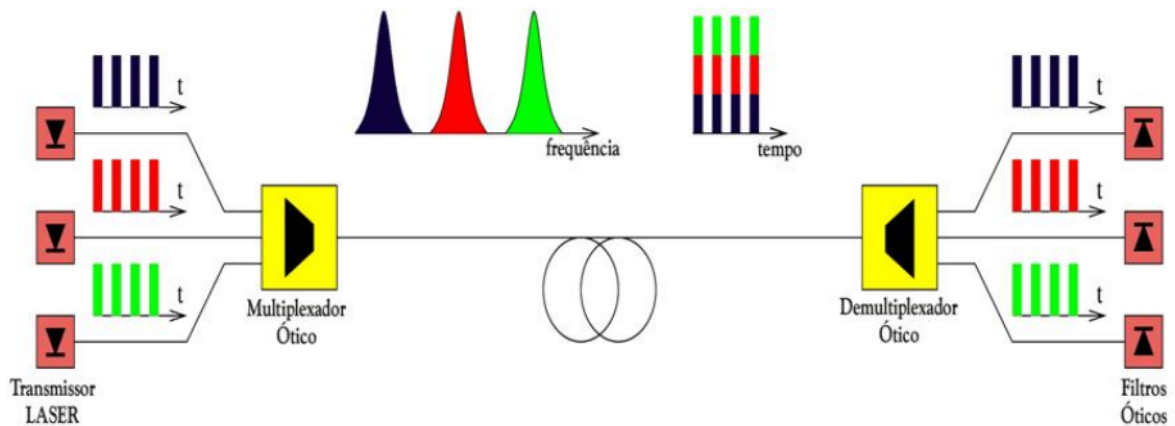 t
frequência
tempo
t
t
t
t
t
Multiplexador
Ótico
Demultiplexador
Ótico
Transmissor
LASER
Filtros
Óticos